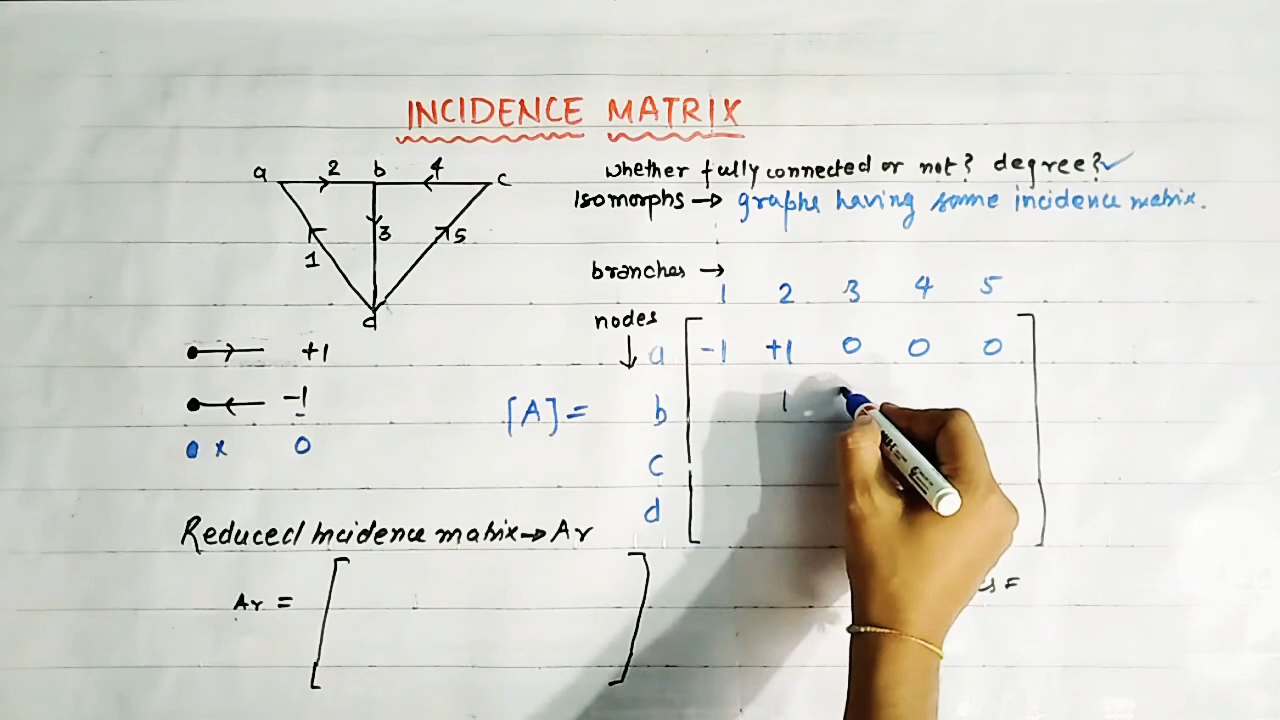 INCIDENCE MATRIX
a 2 b 4 c
1 3 5
d
whether fully connected or not? degree?✓
Isomorphs → graphs having same incidence matrix.
branches →
1 2 3 4 5
nodes
↓
a -1 +1 0 0 0
[A] = b 1
c
d
+1
-1
x 0
Reduced Incidence matrix → Ar
Ar =